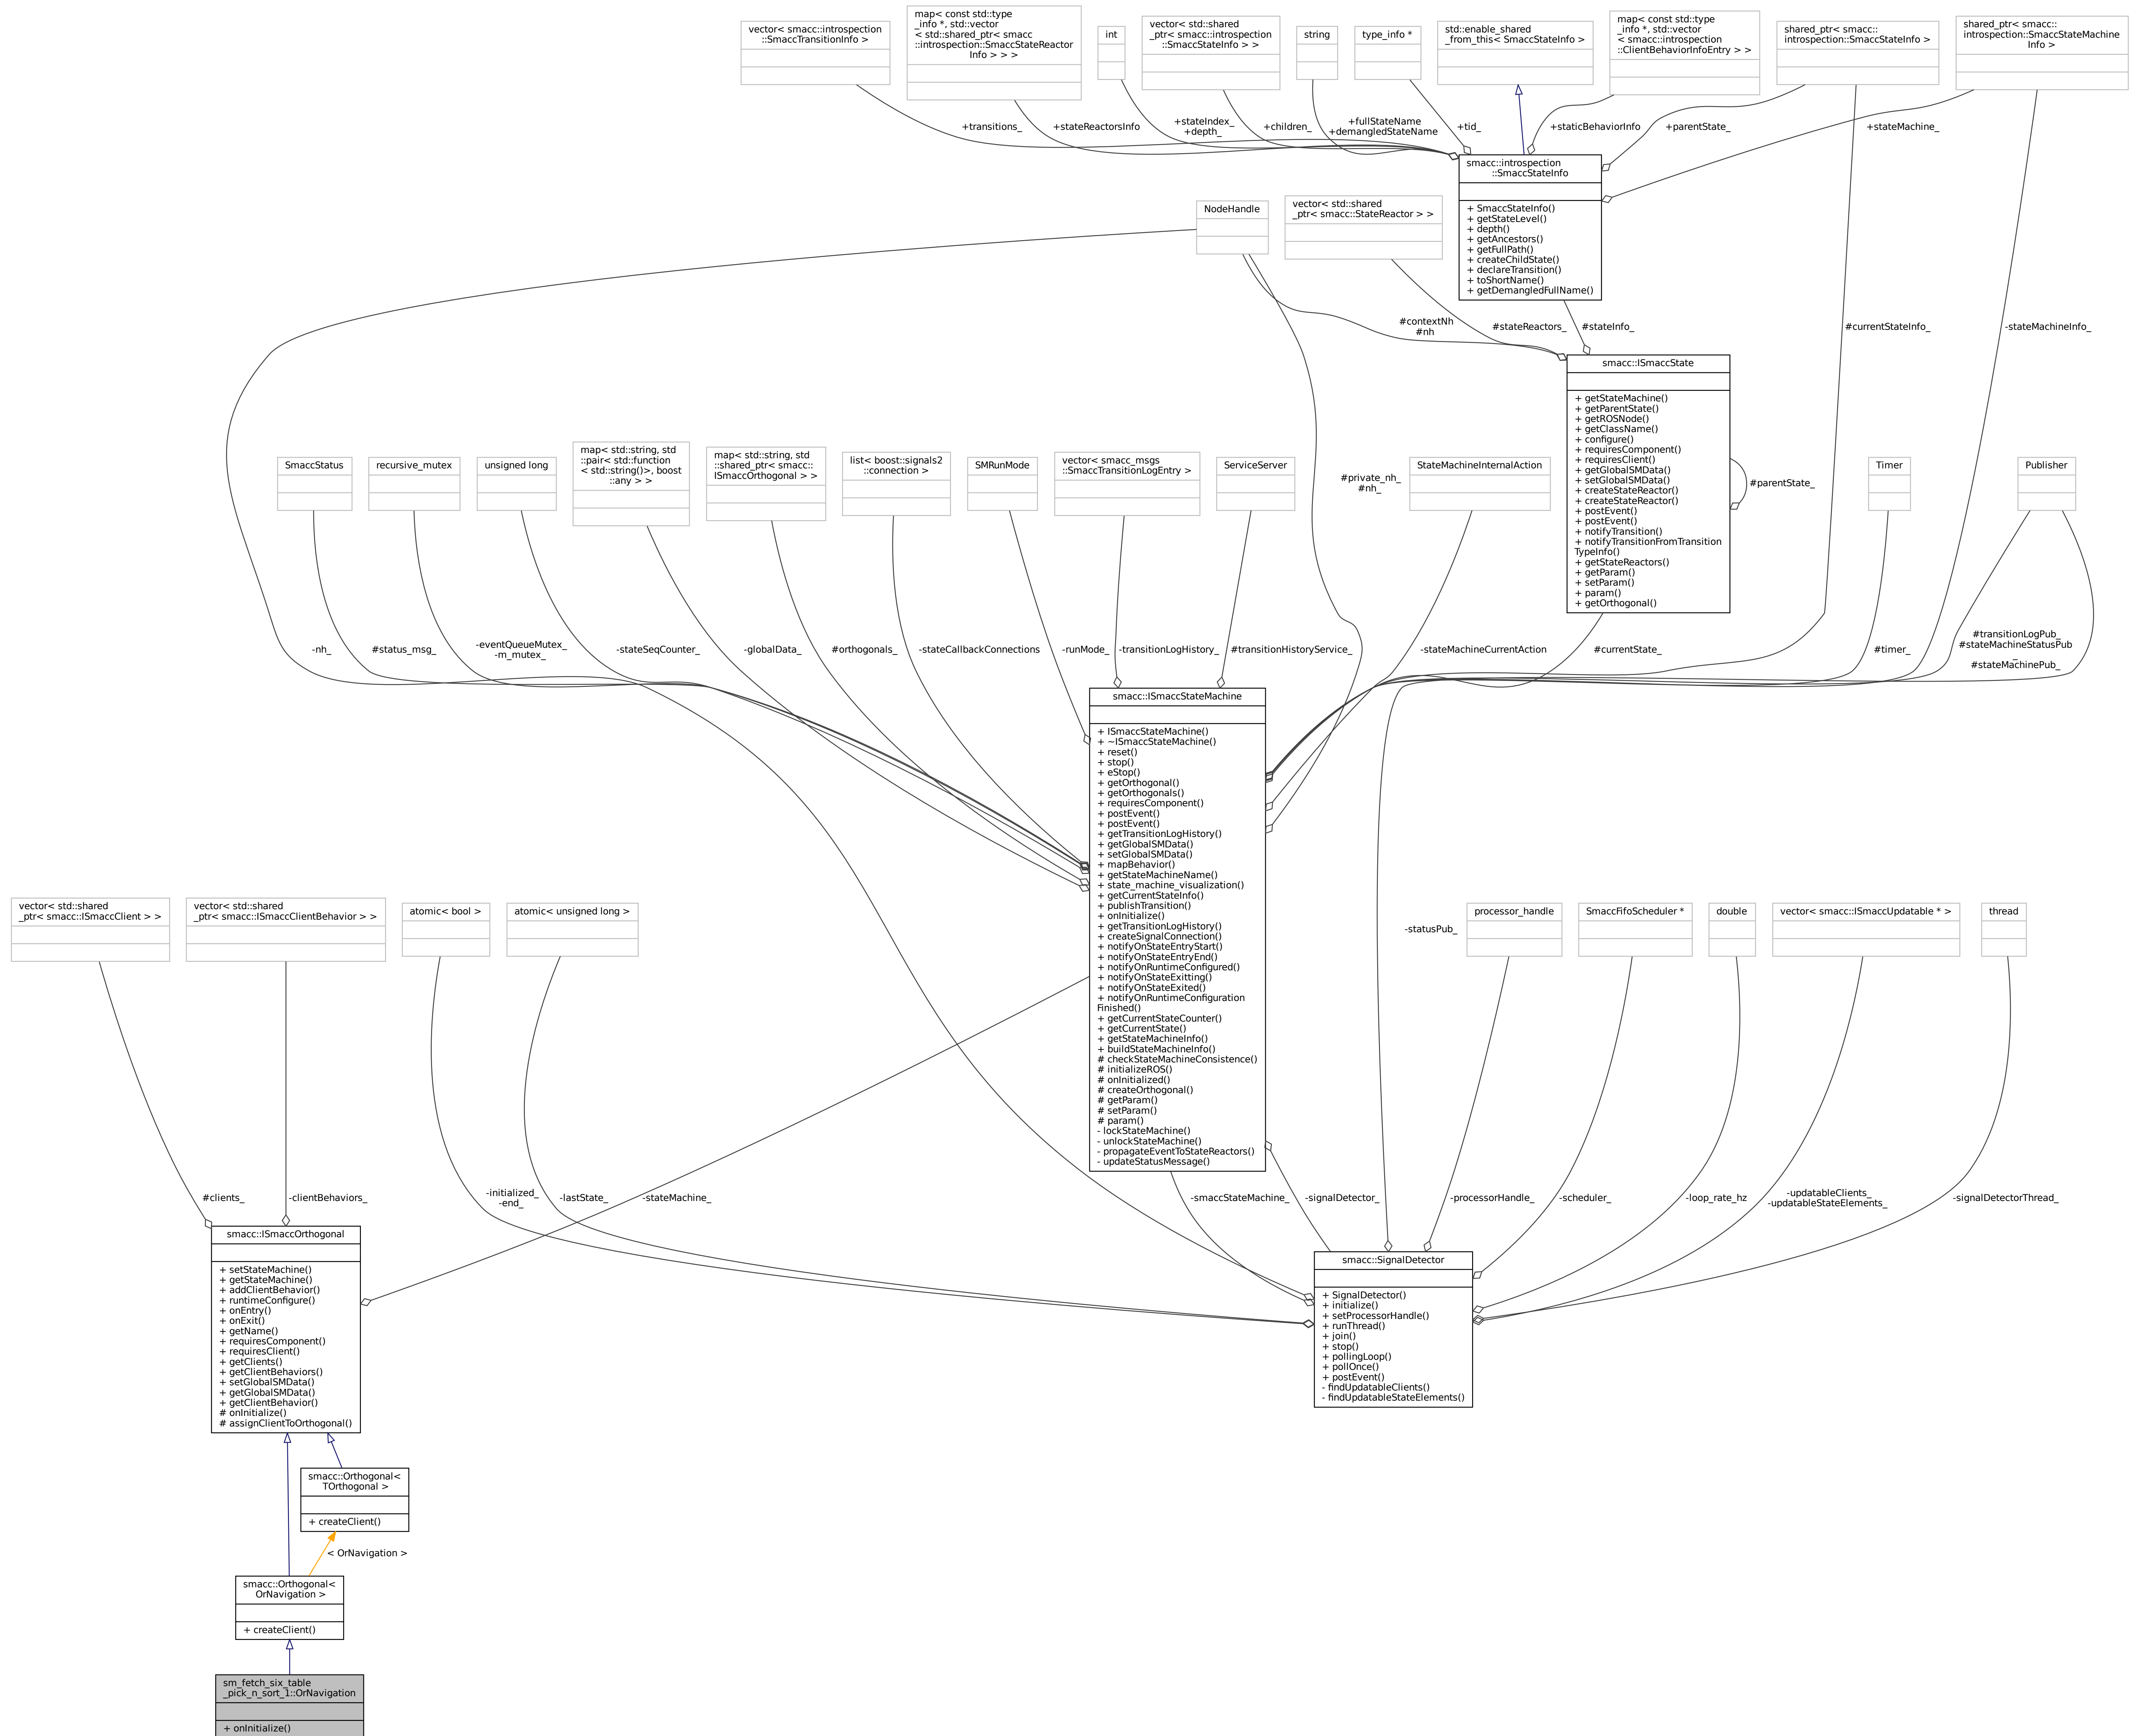 vector< smacc::introspection
::SmaccTransitionInfo >
map< const std::type
_info *, std::vector
< std::shared_ptr< smacc
::introspection::SmaccStateReactor
Info > > >
int
vector< std::shared
_ptr< smacc::introspection
::SmaccStateInfo > >
string
type_info *
std::enable_shared
_from_this< SmaccStateInfo >
map< const std::type
_info *, std::vector
< smacc::introspection
::ClientBehaviorInfoEntry > >
shared_ptr< smacc::
introspection::SmaccStateInfo >
shared_ptr< smacc::
introspection::SmaccStateMachine
Info >
+transitions_
+stateReactorsInfo
+stateIndex_
+depth_
+children_
+fullStateName
+demangledStateName
+tid_
+staticBehaviorInfo
+parentState_
+stateMachine_
smacc::introspection
::SmaccStateInfo
+ SmaccStateInfo()
+ getStateLevel()
+ depth()
+ getAncestors()
+ getFullPath()
+ createChildState()
+ declareTransition()
+ toShortName()
+ getDemangledFullName()
NodeHandle
vector< std::shared
_ptr< smacc::StateReactor > >
#contextNh
#nh
#stateReactors_
#stateInfo_
#currentStateInfo_
-stateMachineInfo_
smacc::ISmaccState
+ getStateMachine()
+ getParentState()
+ getROSNode()
+ getClassName()
+ configure()
+ requiresComponent()
+ requiresClient()
+ getGlobalSMData()
+ setGlobalSMData()
+ createStateReactor()
+ createStateReactor()
+ postEvent()
+ postEvent()
+ notifyTransition()
+ notifyTransitionFromTransition
TypeInfo()
+ getStateReactors()
+ getParam()
+ setParam()
+ param()
+ getOrthogonal()
#parentState_
SmaccStatus
recursive_mutex
unsigned long
map< std::string, std
::pair< std::function
< std::string()>, boost
::any > >
map< std::string, std
::shared_ptr< smacc::
ISmaccOrthogonal > >
list< boost::signals2
::connection >
SMRunMode
vector< smacc_msgs
::SmaccTransitionLogEntry >
ServiceServer
#private_nh_
#nh_
StateMachineInternalAction
Timer
Publisher
-nh_
#status_msg_
-eventQueueMutex_
-m_mutex_
-stateSeqCounter_
-globalData_
#orthogonals_
-stateCallbackConnections
-runMode_
-transitionLogHistory_
#transitionHistoryService_
-stateMachineCurrentAction
#currentState_
#timer_
#transitionLogPub_
#stateMachineStatusPub
_
#stateMachinePub_
smacc::ISmaccStateMachine
+ ISmaccStateMachine()
+ ~ISmaccStateMachine()
+ reset()
+ stop()
+ eStop()
+ getOrthogonal()
+ getOrthogonals()
+ requiresComponent()
+ postEvent()
+ postEvent()
+ getTransitionLogHistory()
+ getGlobalSMData()
+ setGlobalSMData()
+ mapBehavior()
+ getStateMachineName()
+ state_machine_visualization()
+ getCurrentStateInfo()
+ publishTransition()
+ onInitialize()
+ getTransitionLogHistory()
+ createSignalConnection()
+ notifyOnStateEntryStart()
+ notifyOnStateEntryEnd()
+ notifyOnRuntimeConfigured()
+ notifyOnStateExitting()
+ notifyOnStateExited()
+ notifyOnRuntimeConfiguration
Finished()
+ getCurrentStateCounter()
+ getCurrentState()
+ getStateMachineInfo()
+ buildStateMachineInfo()
# checkStateMachineConsistence()
# initializeROS()
# onInitialized()
# createOrthogonal()
# getParam()
# setParam()
# param()
- lockStateMachine()
- unlockStateMachine()
- propagateEventToStateReactors()
- updateStatusMessage()
vector< std::shared
_ptr< smacc::ISmaccClient > >
vector< std::shared
_ptr< smacc::ISmaccClientBehavior > >
atomic< bool >
atomic< unsigned long >
-statusPub_
processor_handle
SmaccFifoScheduler *
double
vector< smacc::ISmaccUpdatable * >
thread
#clients_
-clientBehaviors_
-initialized_
-end_
-lastState_
-stateMachine_
-smaccStateMachine_
-signalDetector_
-processorHandle_
-scheduler_
-loop_rate_hz
-updatableClients_
-updatableStateElements_
-signalDetectorThread_
smacc::ISmaccOrthogonal
+ setStateMachine()
+ getStateMachine()
+ addClientBehavior()
+ runtimeConfigure()
+ onEntry()
+ onExit()
+ getName()
+ requiresComponent()
+ requiresClient()
+ getClients()
+ getClientBehaviors()
+ setGlobalSMData()
+ getGlobalSMData()
+ getClientBehavior()
# onInitialize()
# assignClientToOrthogonal()
smacc::SignalDetector
+ SignalDetector()
+ initialize()
+ setProcessorHandle()
+ runThread()
+ join()
+ stop()
+ pollingLoop()
+ pollOnce()
+ postEvent()
- findUpdatableClients()
- findUpdatableStateElements()
smacc::Orthogonal<
TOrthogonal >
+ createClient()
< OrNavigation >
smacc::Orthogonal<
OrNavigation >
+ createClient()
sm_fetch_six_table
_pick_n_sort_1::OrNavigation
+ onInitialize()